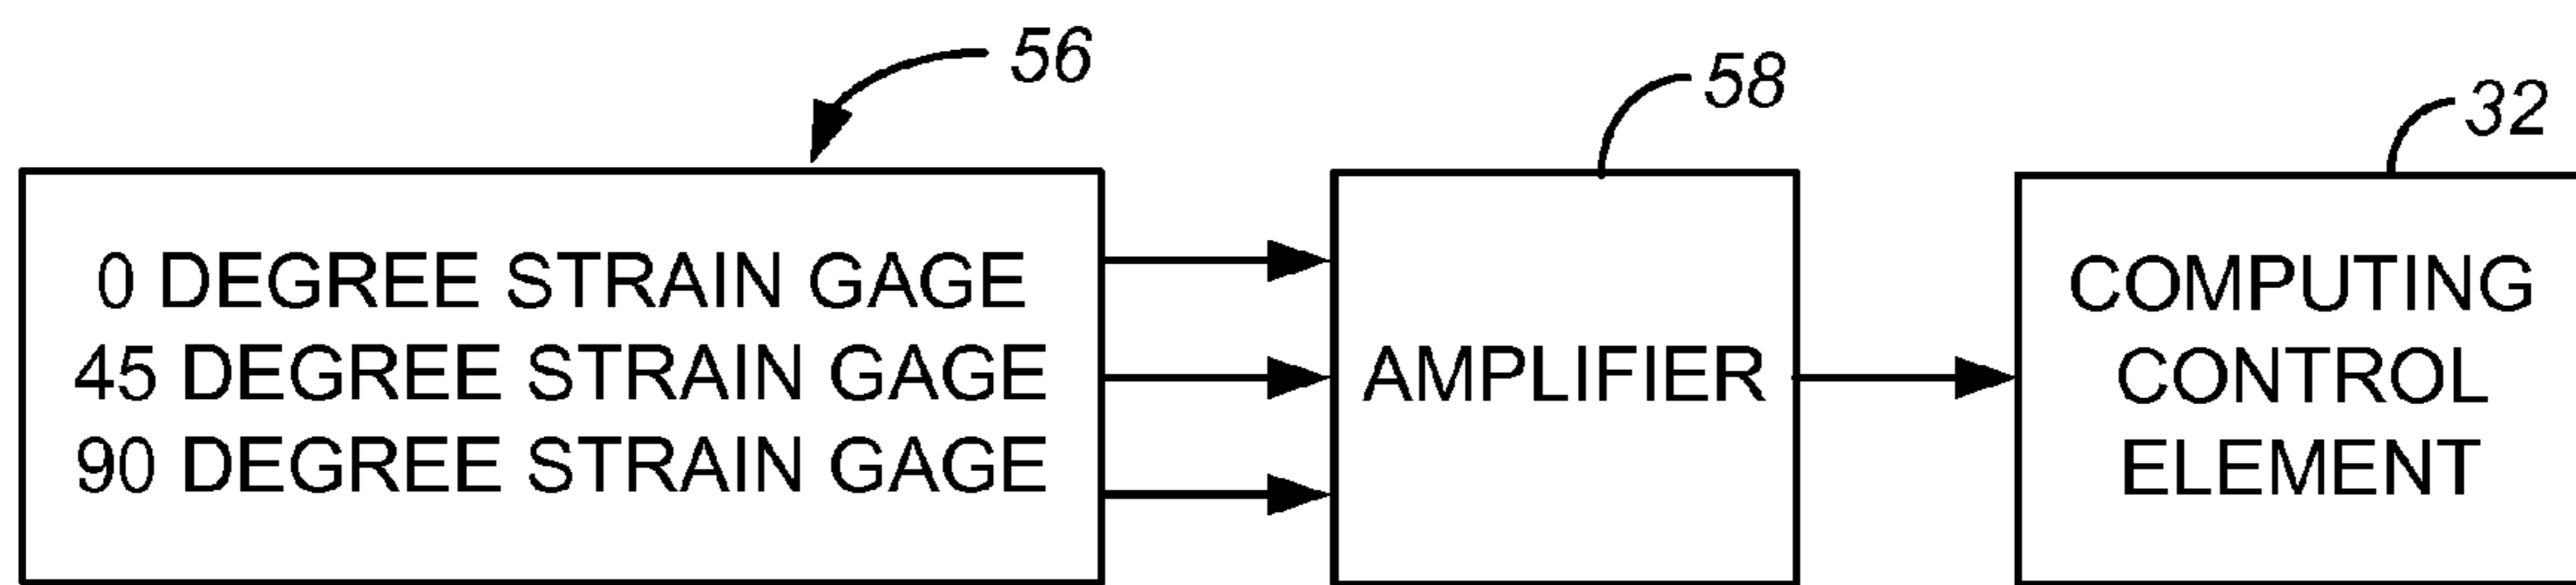 56
58
32
0 DEGREE STRAIN GAGE
45 DEGREE STRAIN GAGE
90 DEGREE STRAIN GAGE
AMPLIFIER
COMPUTING
CONTROL
ELEMENT